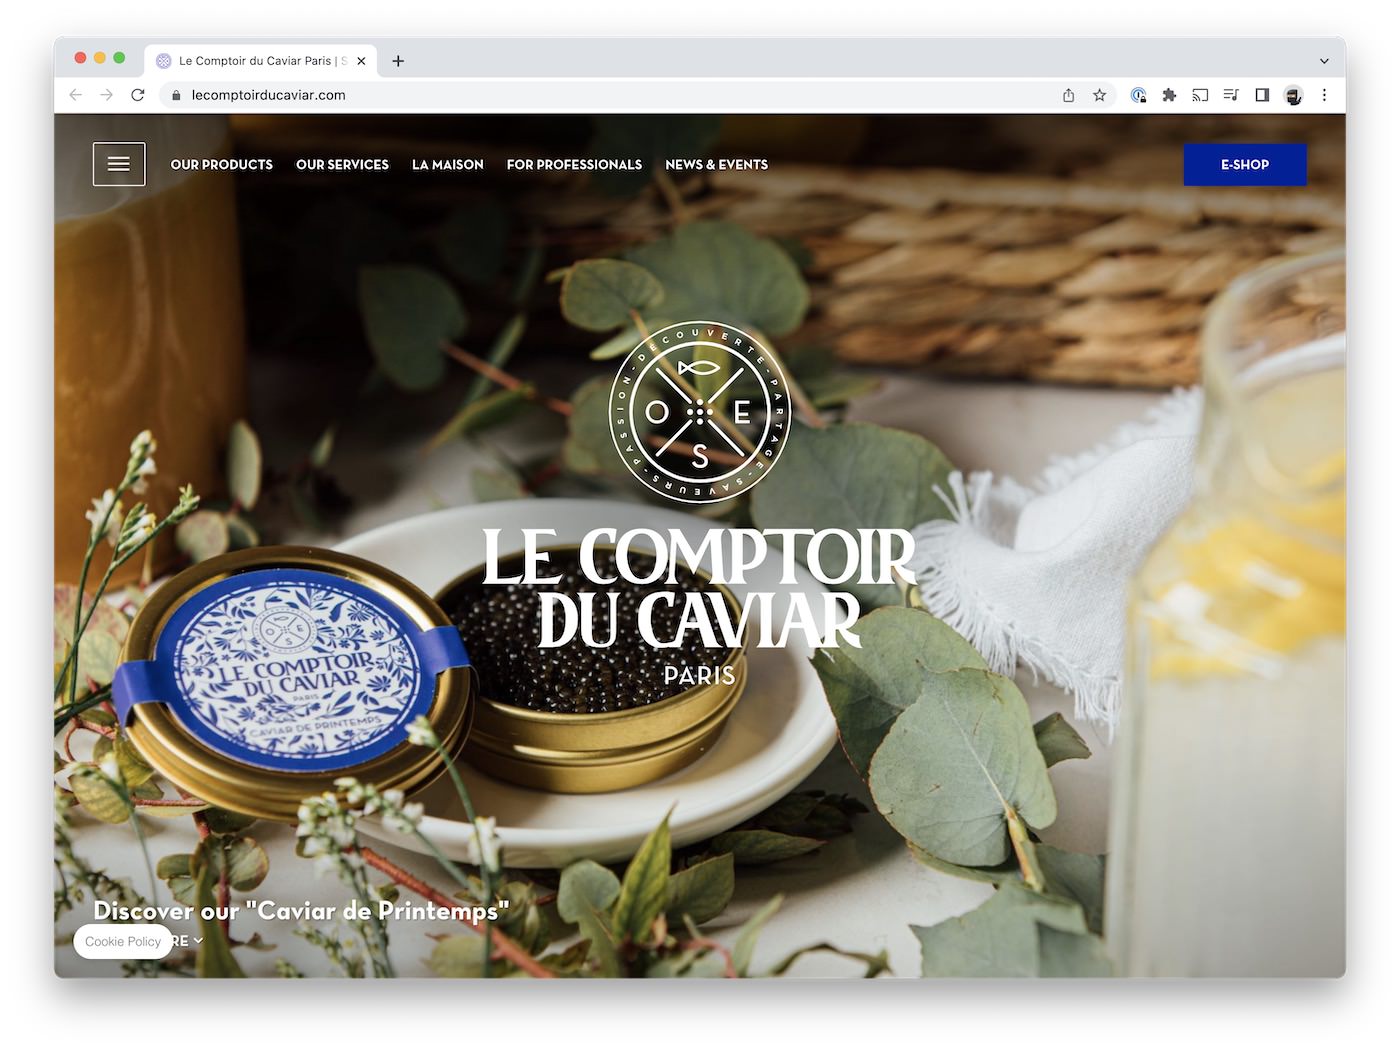 Le Comptoir du Caviar Paris | S
lecomptoirducaviar.com
OUR PRODUCTS
OUR SERVICES
LA MAISON
FOR PROFESSIONALS
NEWS & EVENTS
E-SHOP
DÉCOUVERTE - PARTAGE - SAVEURS - PASSION -
O E
S
LE COMPTOIR
DU CAVIAR
PARIS
O E
S
LE COMPTOIR
DU CAVIAR
PARIS
CAVIAR DE PRINTEMPS
Discover our "Caviar de Printemps"
Cookie Policy
RE